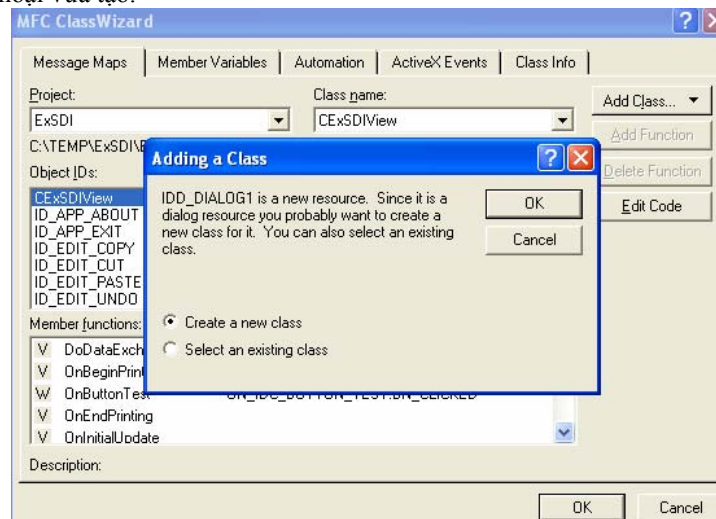 MFC ClassWizard
Message Maps Member Variables Automation ActiveX Events Class Info
Project: Class name:
ExSDI CExSDIView
Add Class...
Add Function
C:\TEMP\ExSDI\
Delete Function
Object IDs:
Edit Code
CExSDIView
ID_APP_ABOUT
ID_APP_EXIT
ID_EDIT_COPY
ID_EDIT_CUT
ID_EDIT_PASTE
ID_EDIT_UNDO
Adding a Class
IDD_DIALOG1 is a new resource. Since it is a
dialog resource you probably want to create a
new class for it. You can also select an existing
class.
OK
Cancel
Create a new class
Select an existing class
Member functions:
V DoDataExch
V OnBeginPrin
W OnButtonTes
V OnEndPrinting
V OnInitialUpdate
Description:
OK Cancel